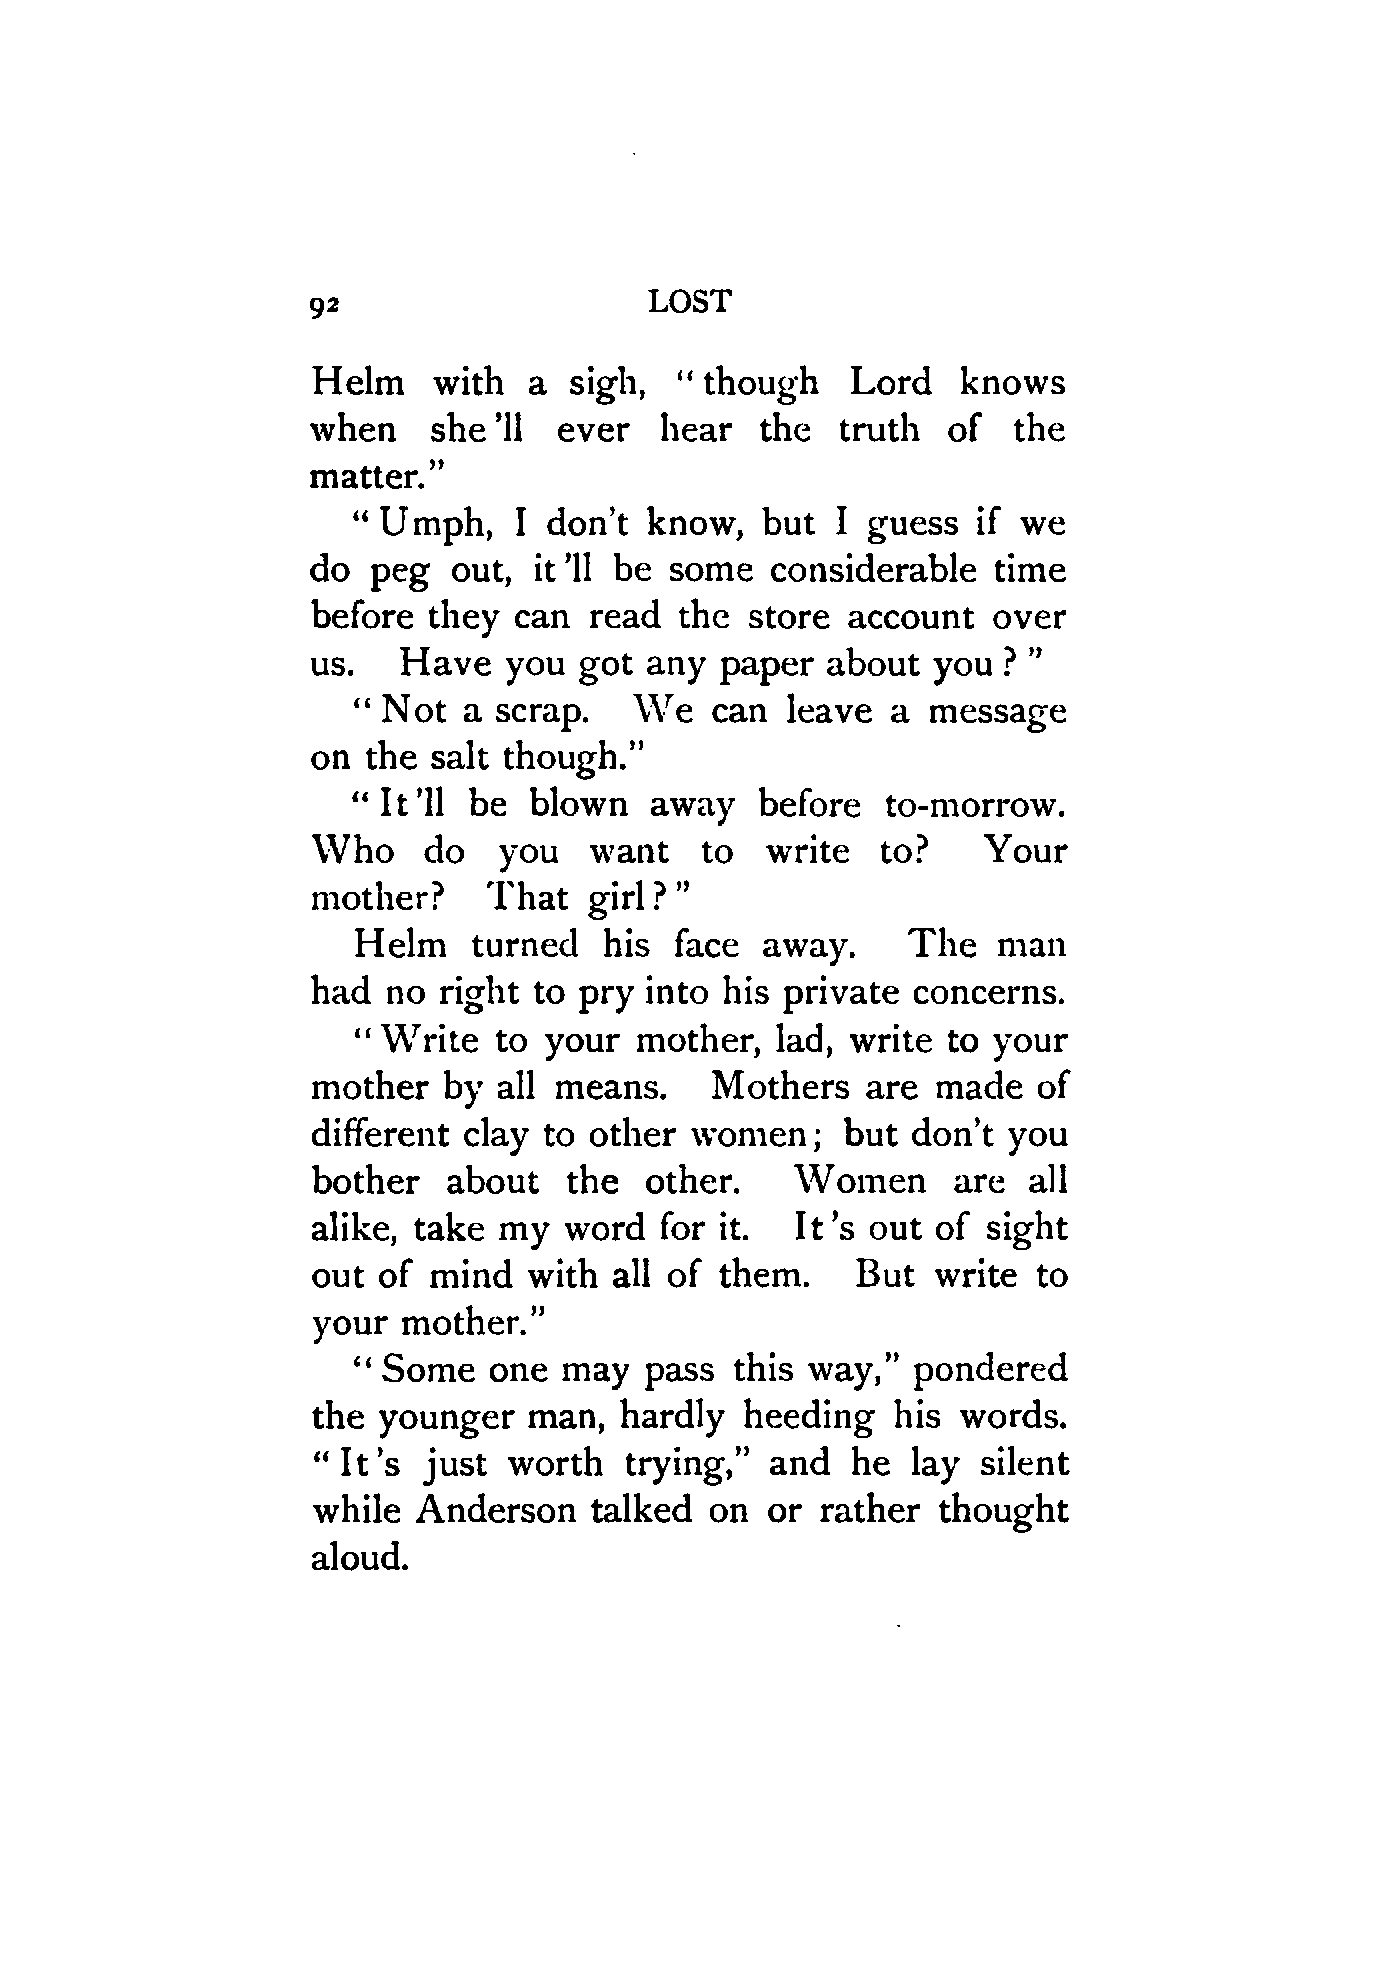 92 LOST
Helm with a sigh, "though Lord knows
when she'll ever hear the truth of the
matter."
"Umph, I don't know, but I guess if we
do peg out, it'll be some considerable time
before they can read the store account over
us. Have you got any paper about you?"
"Not a scrap. We can leave a message
on the salt though."
"It'll be blown away before to-morrow.
Who do you want to write to? Your
mother? That girl?"
Helm turned his face away. The man
had no right to pry into his private concerns.
"Write to your mother, lad, write to your
mother by all means. Mothers are made of
different clay to other women; but don't you
bother about the other. Women are all
alike, take my word for it. It's out of sight
out of mind with all of them. But write to
your mother."
"Some one may pass this way," pondered
the younger man, hardly heeding his words.
"It's just worth trying," and he lay silent
while Anderson talked on or rather thought
aloud.